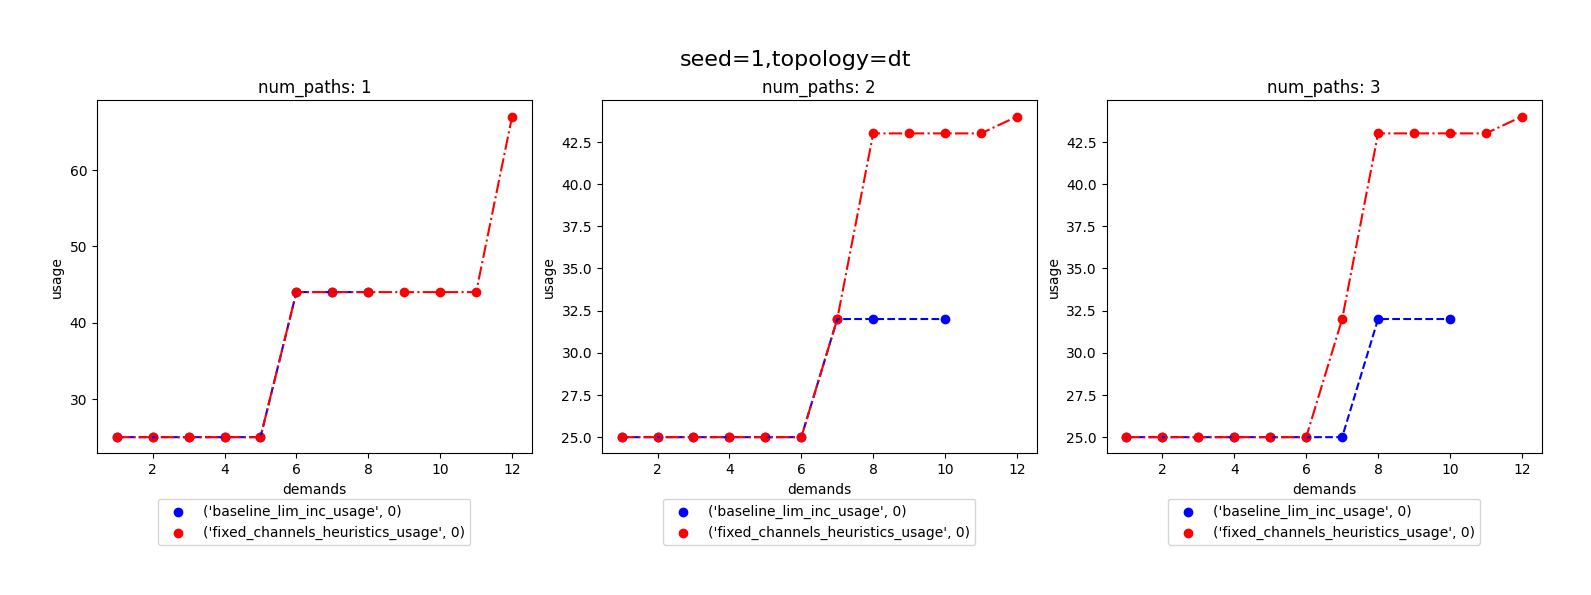 seed=1,topology=dt
num_paths: 1
60
50
40
30
usage
2 4 6 8 10 12
demands
('baseline_lim_inc_usage', 0)
('fixed_channels_heuristics_usage', 0)
num_paths: 2
42.5
40.0
37.5
35.0
32.5
30.0
27.5
25.0
usage
2 4 6 8 10 12
demands
('baseline_lim_inc_usage', 0)
('fixed_channels_heuristics_usage', 0)
num_paths: 3
42.5
40.0
37.5
35.0
32.5
30.0
27.5
25.0
usage
2 4 6 8 10 12
demands
('baseline_lim_inc_usage', 0)
('fixed_channels_heuristics_usage', 0)